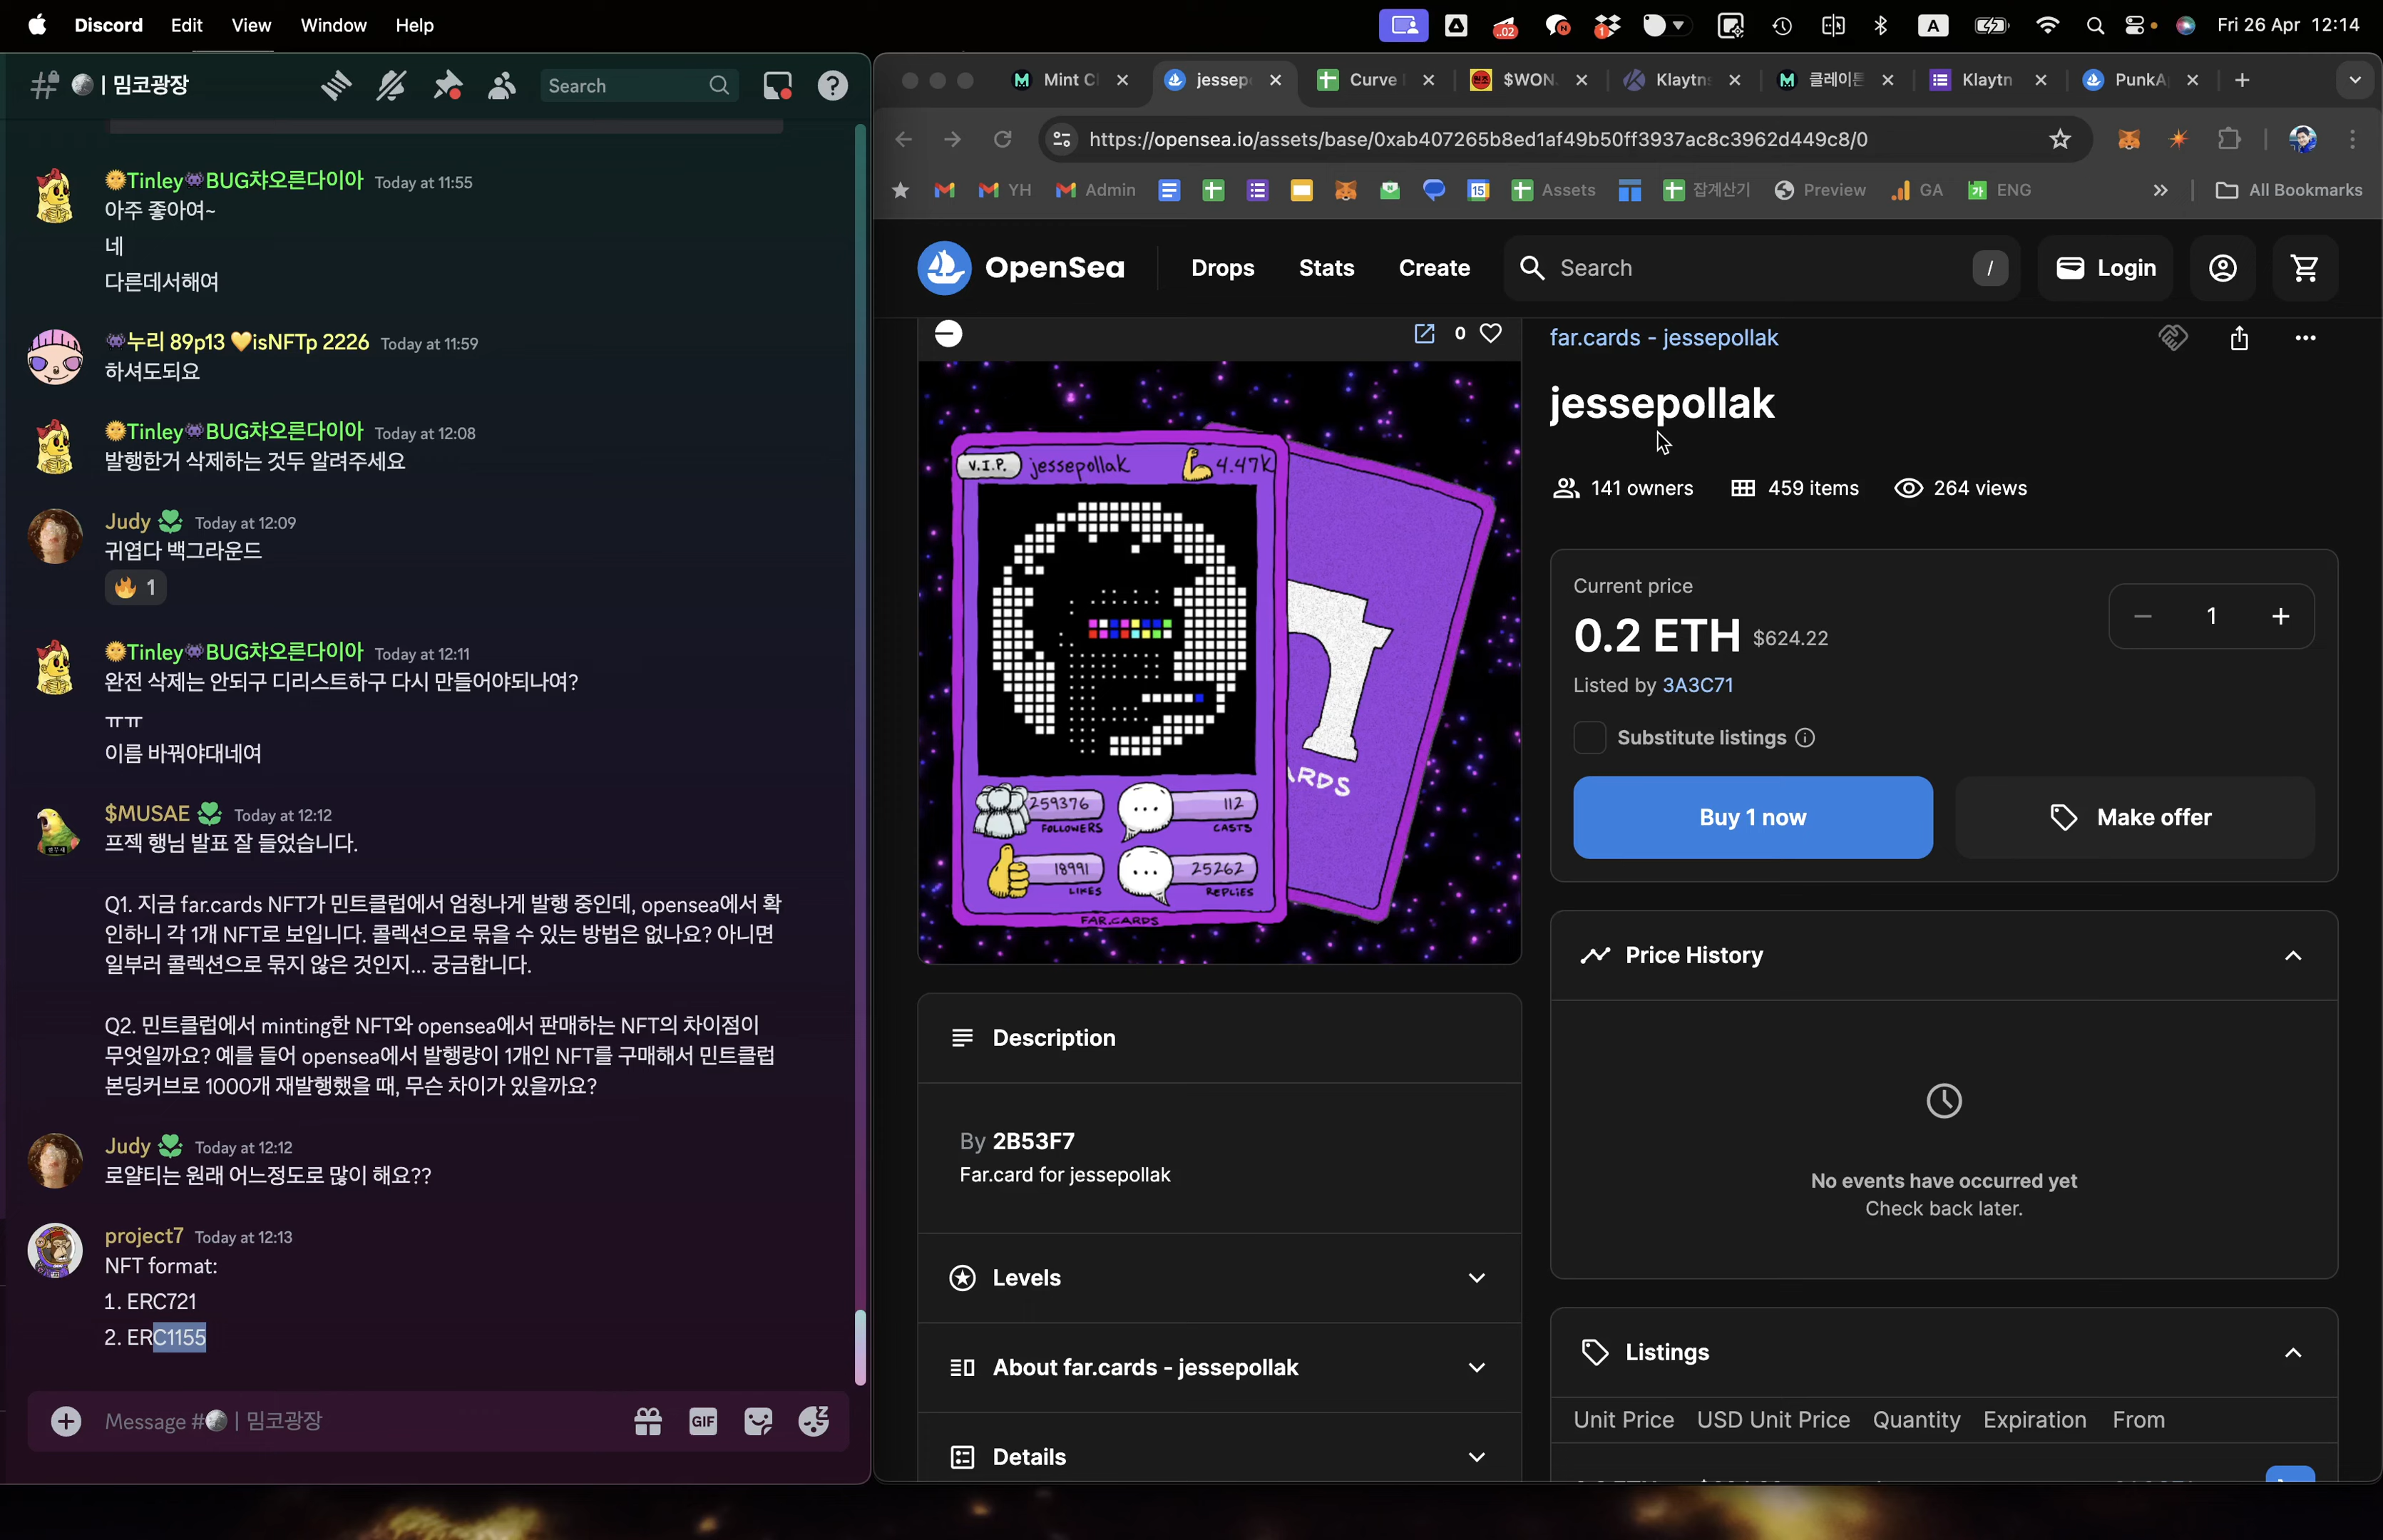 Discord Edit View Window Help
.02 N 1 A Fri 26 Apr 12:14
| 밈코광장
Search
Tinley BUG챠오른다이아 Today at 11:55
아주 좋아여~
네
다른데서해여
누리 89p13 isNFTp 2226 Today at 11:59
하셔도되요
Tinley BUG챠오른다이아 Today at 12:08
발행한거 삭제하는 것두 알려주세요
Judy Today at 12:09
귀엽다 백그라운드
1
Tinley BUG챠오른다이아 Today at 12:11
완전 삭제는 안되구 디리스트하구 다시 만들어야되나여?
ㅠㅠ
이름 바꿔야대네여
$MUSAE Today at 12:12
프젝 행님 발표 잘 들었습니다.
Q1. 지금 far.cards NFT가 민트클럽에서 엄청나게 발행 중인데, opensea에서 확
인하니 각 1개 NFT로 보입니다. 콜렉션으로 묶을 수 있는 방법은 없나요? 아니면
일부러 콜렉션으로 묶지 않은 것인지... 궁금합니다.
Q2. 민트클럽에서 minting한 NFT와 opensea에서 판매하는 NFT의 차이점이
무엇일까요? 예를 들어 opensea에서 발행량이 1개인 NFT를 구매해서 민트클럽
본딩커브로 1000개 재발행했을 때, 무슨 차이가 있을까요?
Judy Today at 12:12
로얄티는 원래 어느정도로 많이 해요??
project7 Today at 12:13
NFT format:
1. ERC721
2. ERC1155
Message # | 밈코광장
GIF
Mint Cl jessep Curve $WON Klaytn 클레이튼 Klaytn PunkA
https://opensea.io/assets/base/0xab407265b8ed1af49b50ff3937ac8c3962d449c8/0
YH Admin 15 Assets 잡계산기 Preview GA 가 ENG All Bookmarks
OpenSea Drops Stats Create Search / Login
0
V.I.P. jessepollak 4.47K
259376 FOLLOWERS
112 CASTS
18991 LIKES
25262 REPLIES
FAR.CARDS
ARDS
Description
By 2B53F7
Far.card for jessepollak
Levels
About far.cards - jessepollak
Details
far.cards - jessepollak
jessepollak
141 owners 459 items 264 views
Current price
0.2 ETH $624.22
1
Listed by 3A3C71
Substitute listings
Buy 1 now
Make offer
Price History
No events have occurred yet
Check back later.
Listings
Unit Price USD Unit Price Quantity Expiration From